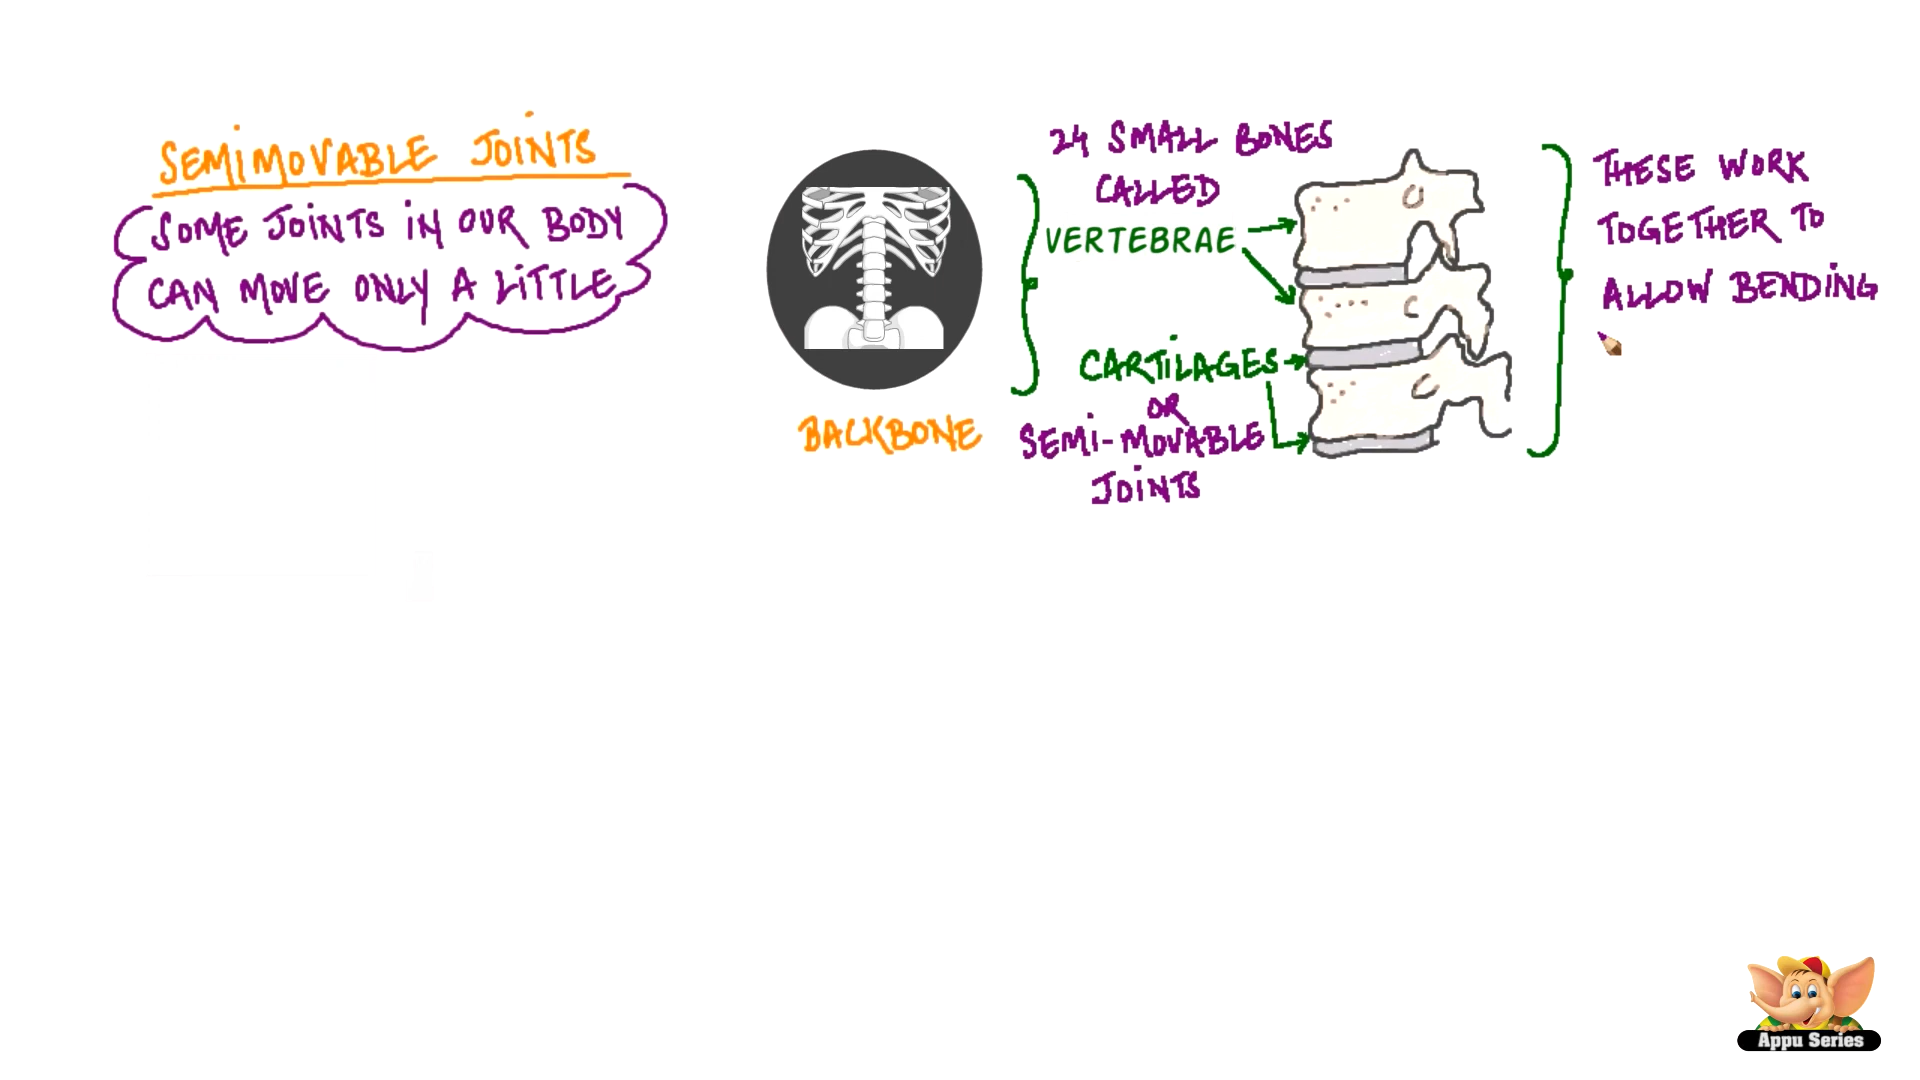 SEMIMOVABLE JOINTS
SOME JOINTS IN OUR BODY
CAN MOVE ONLY A LITTLE
BACKBONE
24 SMALL BONES
CALLED
VERTEBRAE
CARTILAGES
OR
SEMI-MOVABLE
JOINTS
THESE WORK
TOGETHER TO
ALLOW BENDING
Appu Series